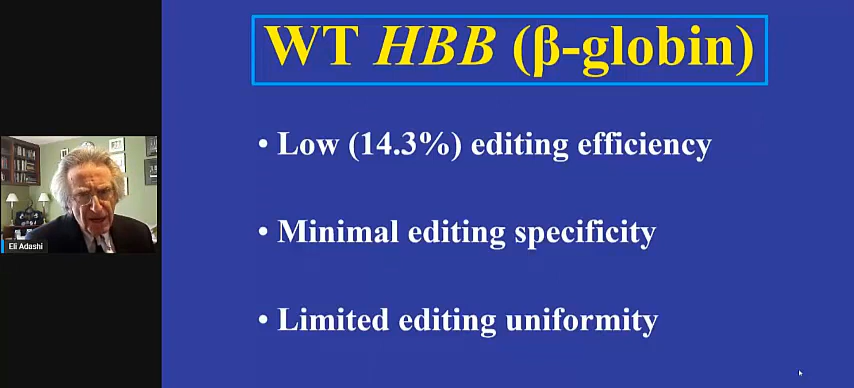 WT HBB (β-globin)
• Low (14.3%) editing efficiency
• Minimal editing specificity
• Limited editing uniformity
Eli Adashi